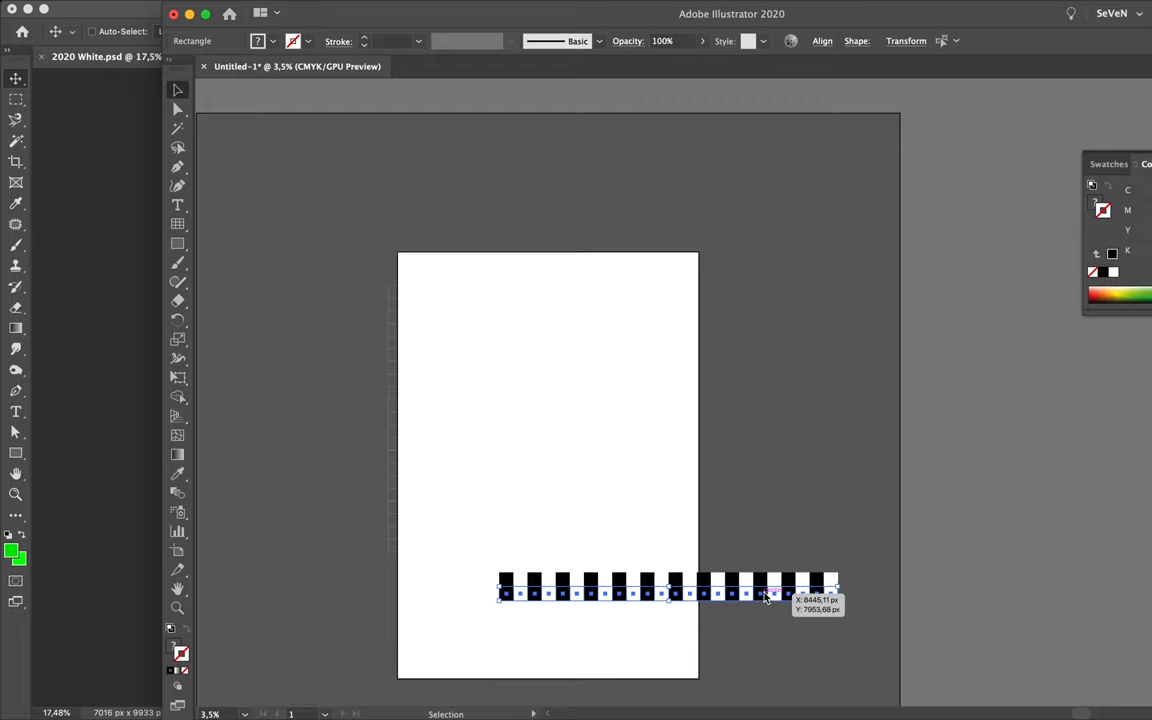 Adobe Illustrator 2020
SeVeN
Auto-Select:
Rectangle
Stroke:
Basic
Opacity:
100%
Style:
Align
Shape:
Transform
2020 White.psd @ 17,5%
Untitled-1* @ 3,5% (CMYK/GPU Preview)
Swatches
Co
C
M
Y
K
X: 8445,11 px
Y: 7953,68 px
17,48%
7016 px x 9933 p
3,5%
1
Selection